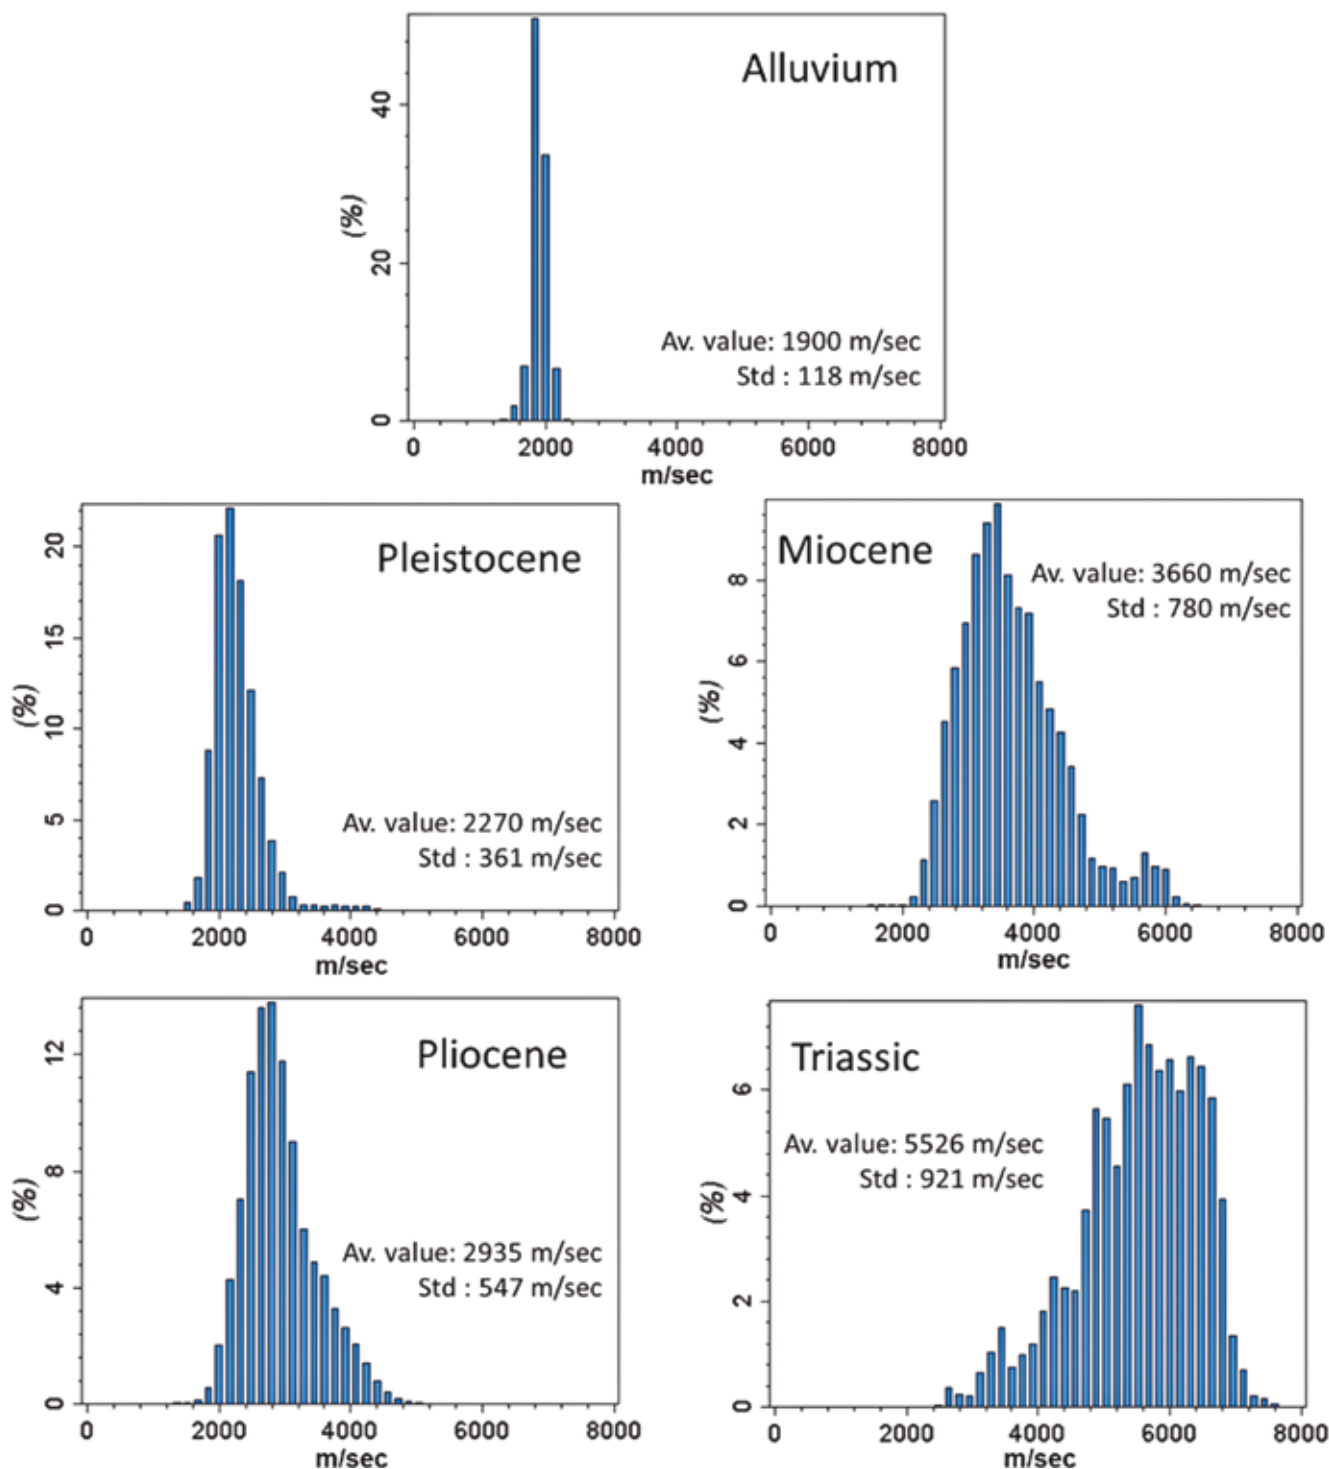 Alluvium
40
20
0
(%)
Av. value: 1900 m/sec
Std : 118 m/sec
0 2000 4000 6000 8000
m/sec
Pleistocene
20
15
10
5
0
(%)
Av. value: 2270 m/sec
Std : 361 m/sec
0 2000 4000 6000 8000
m/sec
Miocene
Av. value: 3660 m/sec
Std : 780 m/sec
8
6
4
2
0
(%)
0 2000 4000 6000 8000
m/sec
Pliocene
12
8
4
0
(%)
Av. value: 2935 m/sec
Std : 547 m/sec
0 2000 4000 6000 8000
m/sec
Triassic
Av. value: 5526 m/sec
Std : 921 m/sec
6
4
2
0
(%)
0 2000 4000 6000 8000
m/sec